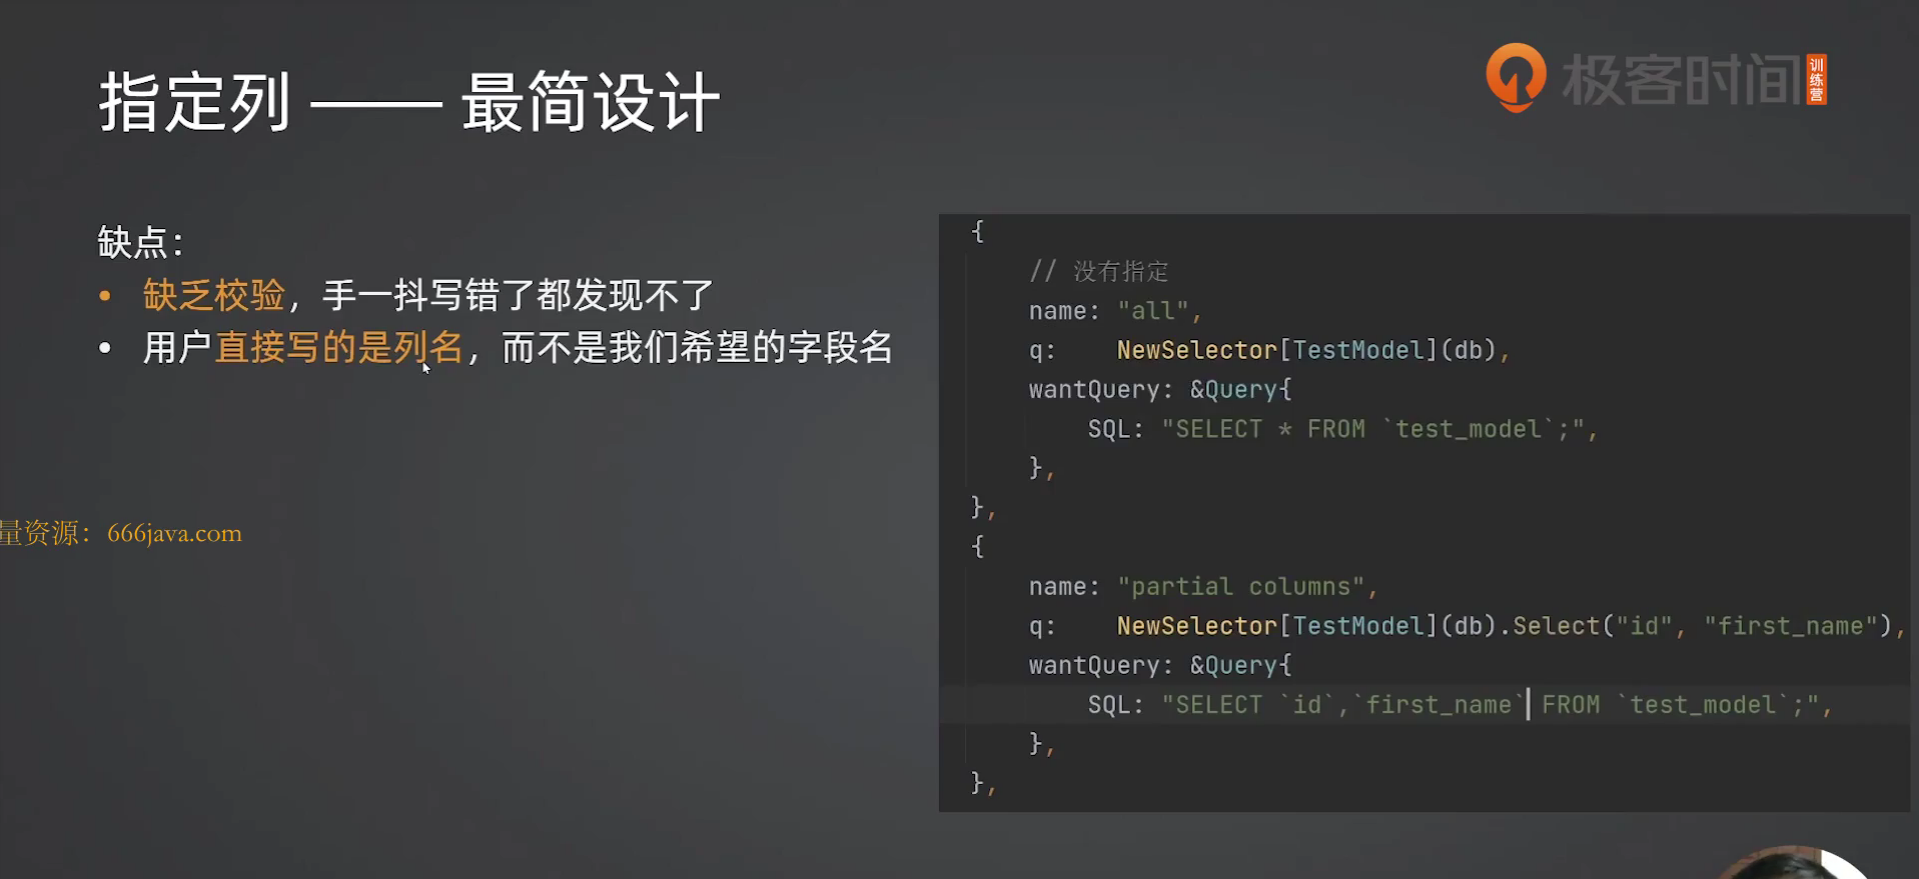 指定列 —— 最简设计
极客时间
训练营
缺点：
• 缺乏校验，手一抖写错了都发现不了
• 用户直接写的是列名，而不是我们希望的字段名
量资源：666java.com
{
// 没有指定
name: "all",
q: NewSelector[TestModel](db),
wantQuery: &Query{
SQL: "SELECT * FROM `test_model`;",
},
},
{
name: "partial columns",
q: NewSelector[TestModel](db).Select("id", "first_name"),
wantQuery: &Query{
SQL: "SELECT `id`,`first_name` FROM `test_model`;",
},
},